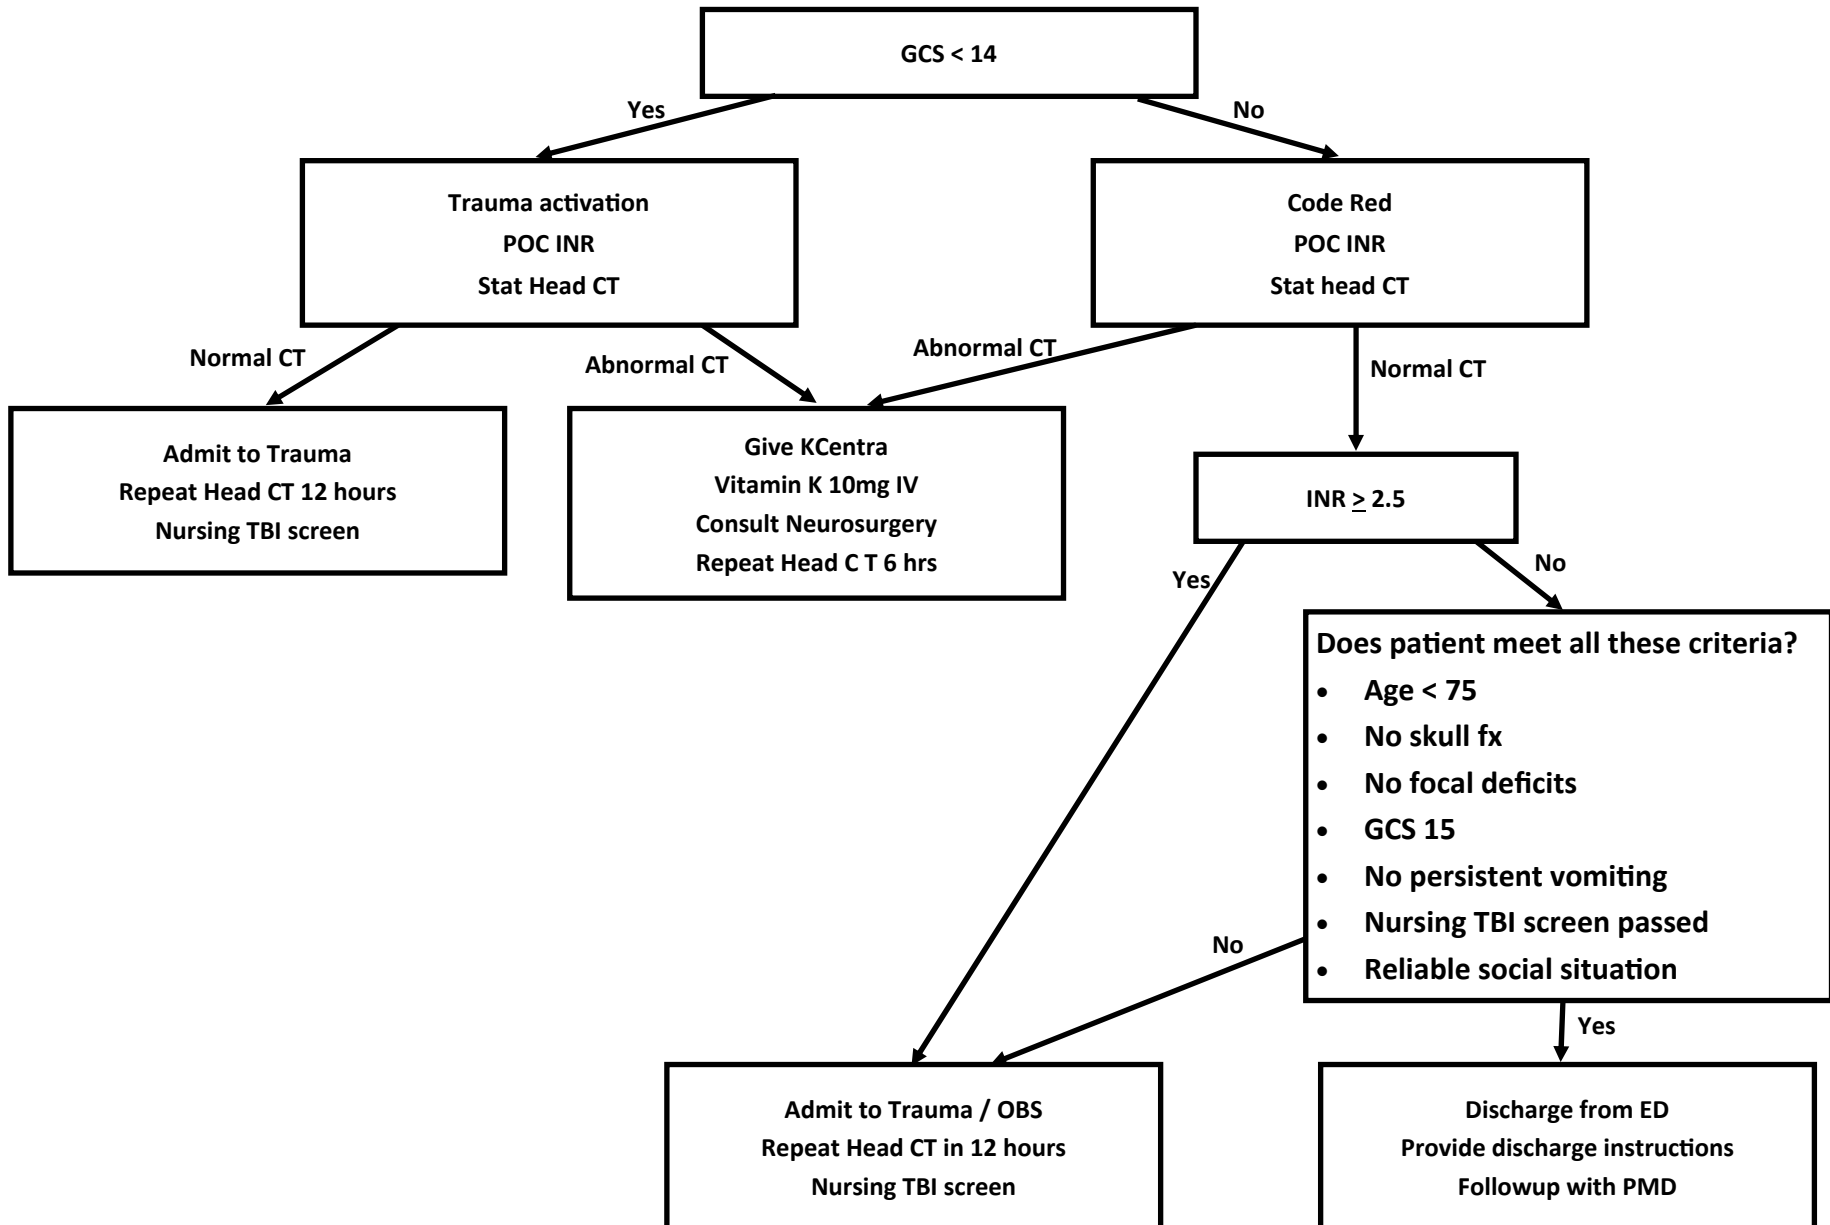 GCS < 14
Yes
No
Trauma activation
POC INR
Stat Head CT
Code Red
POC INR
Stat head CT
Normal CT
Abnormal CT
Abnormal CT
Normal CT
Admit to Trauma
Repeat Head CT 12 hours
Nursing TBI screen
Give KCentra
Vitamin K 10mg IV
Consult Neurosurgery
Repeat Head C T 6 hrs
INR ≥ 2.5
Yes
No
Does patient meet all these criteria?
• Age < 75
• No skull fx
• No focal deficits
• GCS 15
• No persistent vomiting
• Nursing TBI screen passed
• Reliable social situation
No
Yes
Admit to Trauma / OBS
Repeat Head CT in 12 hours
Nursing TBI screen
Discharge from ED
Provide discharge instructions
Followup with PMD